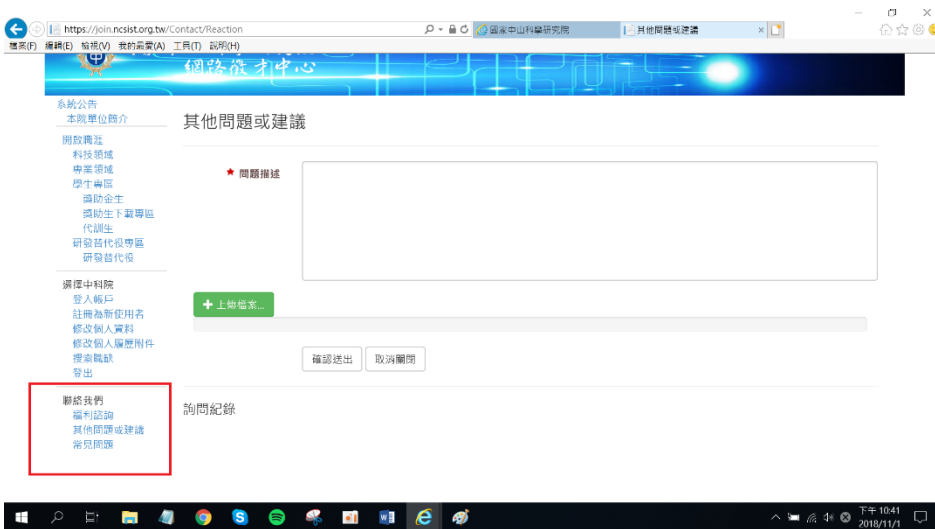 https://join.ncsist.org.tw/Contact/Reaction
國家中山科學研究院
其他問題或建議
檔案(F) 編輯(E) 檢視(V) 我的最愛(A) 工具(T) 說明(H)
網路徵才中心
系統公告
本院單位簡介
開啟職涯
科技領域
專業領域
學生專區
獎助金生
獎助生下載專區
代訓生
研發替代役專區
研發替代役
選擇中科院
登入帳戶
註冊為新使用者
修改個人資料
修改個人履歷附件
搜索職缺
登出
聯絡我們
福利諮詢
其他問題或建議
常見問題
其他問題或建議
★ 問題描述
+ 上傳檔案...
確認送出 取消關閉
詢問紀錄
下午 10:41
2018/11/1